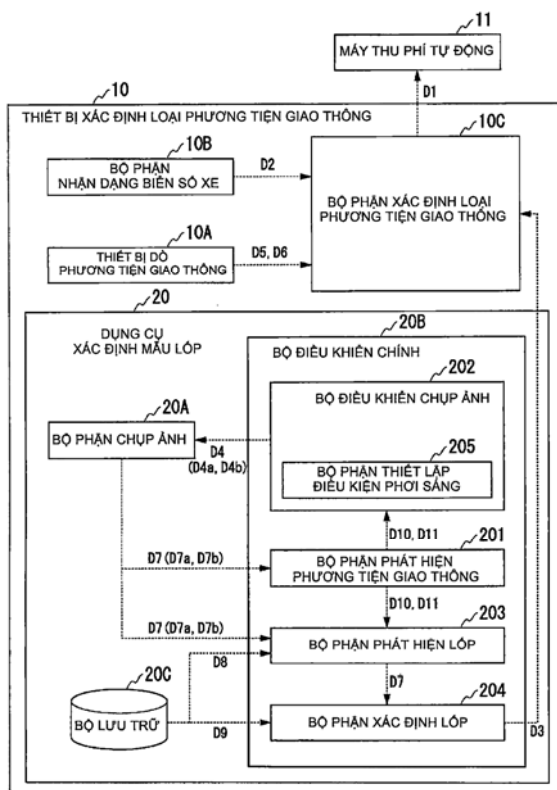 11
MÁY THU PHÍ TỰ ĐỘNG
10
D1
THIẾT BỊ XÁC ĐỊNH LOẠI PHƯƠNG TIỆN GIAO THÔNG
10C
10B
BỘ PHẬN
NHẬN DẠNG BIỂN SỐ XE
D2
BỘ PHẬN XÁC ĐỊNH LOẠI
PHƯƠNG TIỆN GIAO THÔNG
10A
THIẾT BỊ DÒ
PHƯƠNG TIỆN GIAO THÔNG
D5, D6
20
DỤNG CỤ
XÁC ĐỊNH MẪU LỐP
20B
BỘ ĐIỀU KHIỂN CHÍNH
202
BỘ ĐIỀU KHIỂN CHỤP ẢNH
20A
BỘ PHẬN CHỤP ẢNH
D4
(D4a, D4b)
205
BỘ PHẬN THIẾT LẬP
ĐIỀU KIỆN PHƠI SÁNG
D10, D11
201
D7 (D7a, D7b)
BỘ PHẬN PHÁT HIỆN
PHƯƠNG TIỆN GIAO THÔNG
D10, D11
203
D7 (D7a, D7b)
BỘ PHẬN PHÁT HIỆN LỐP
D8
20C
D7
204
BỘ LƯU TRỮ
D9
BỘ PHẬN XÁC ĐỊNH LỐP
D3